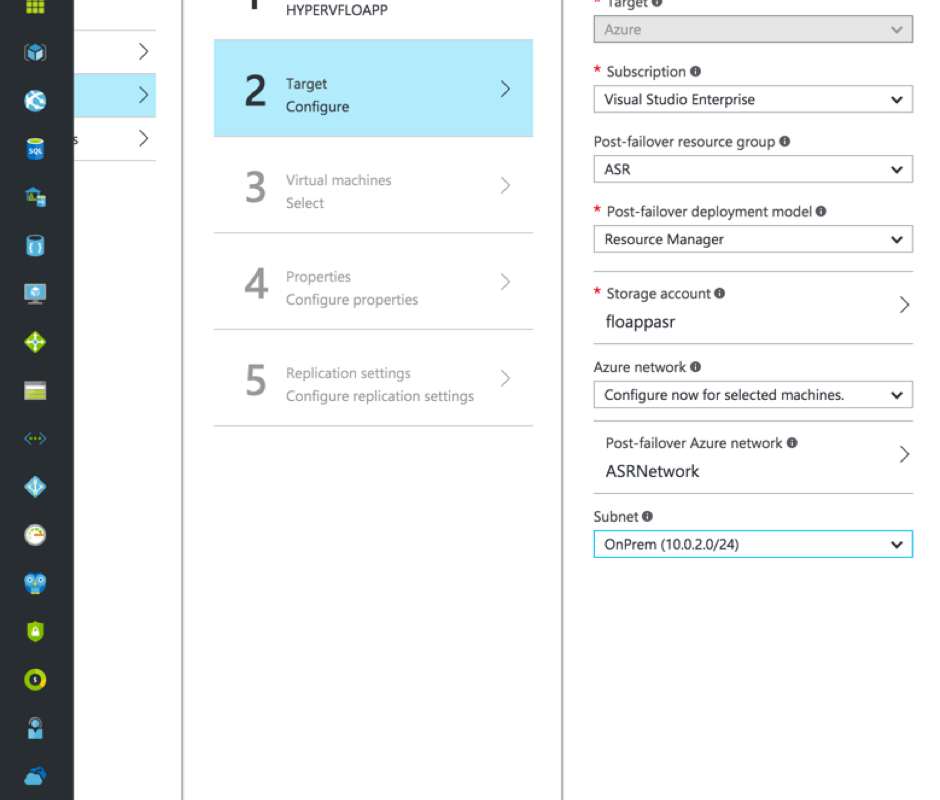 1
HYPERVFLOAPP
2
Target
Configure
3
Virtual machines
Select
4
Properties
Configure properties
5
Replication settings
Configure replication settings
* Target
Azure
* Subscription
Visual Studio Enterprise
Post-failover resource group
ASR
* Post-failover deployment model
Resource Manager
* Storage account
floappasr
Azure network
Configure now for selected machines.
Post-failover Azure network
ASRNetwork
Subnet
OnPrem (10.0.2.0/24)
s
SQL